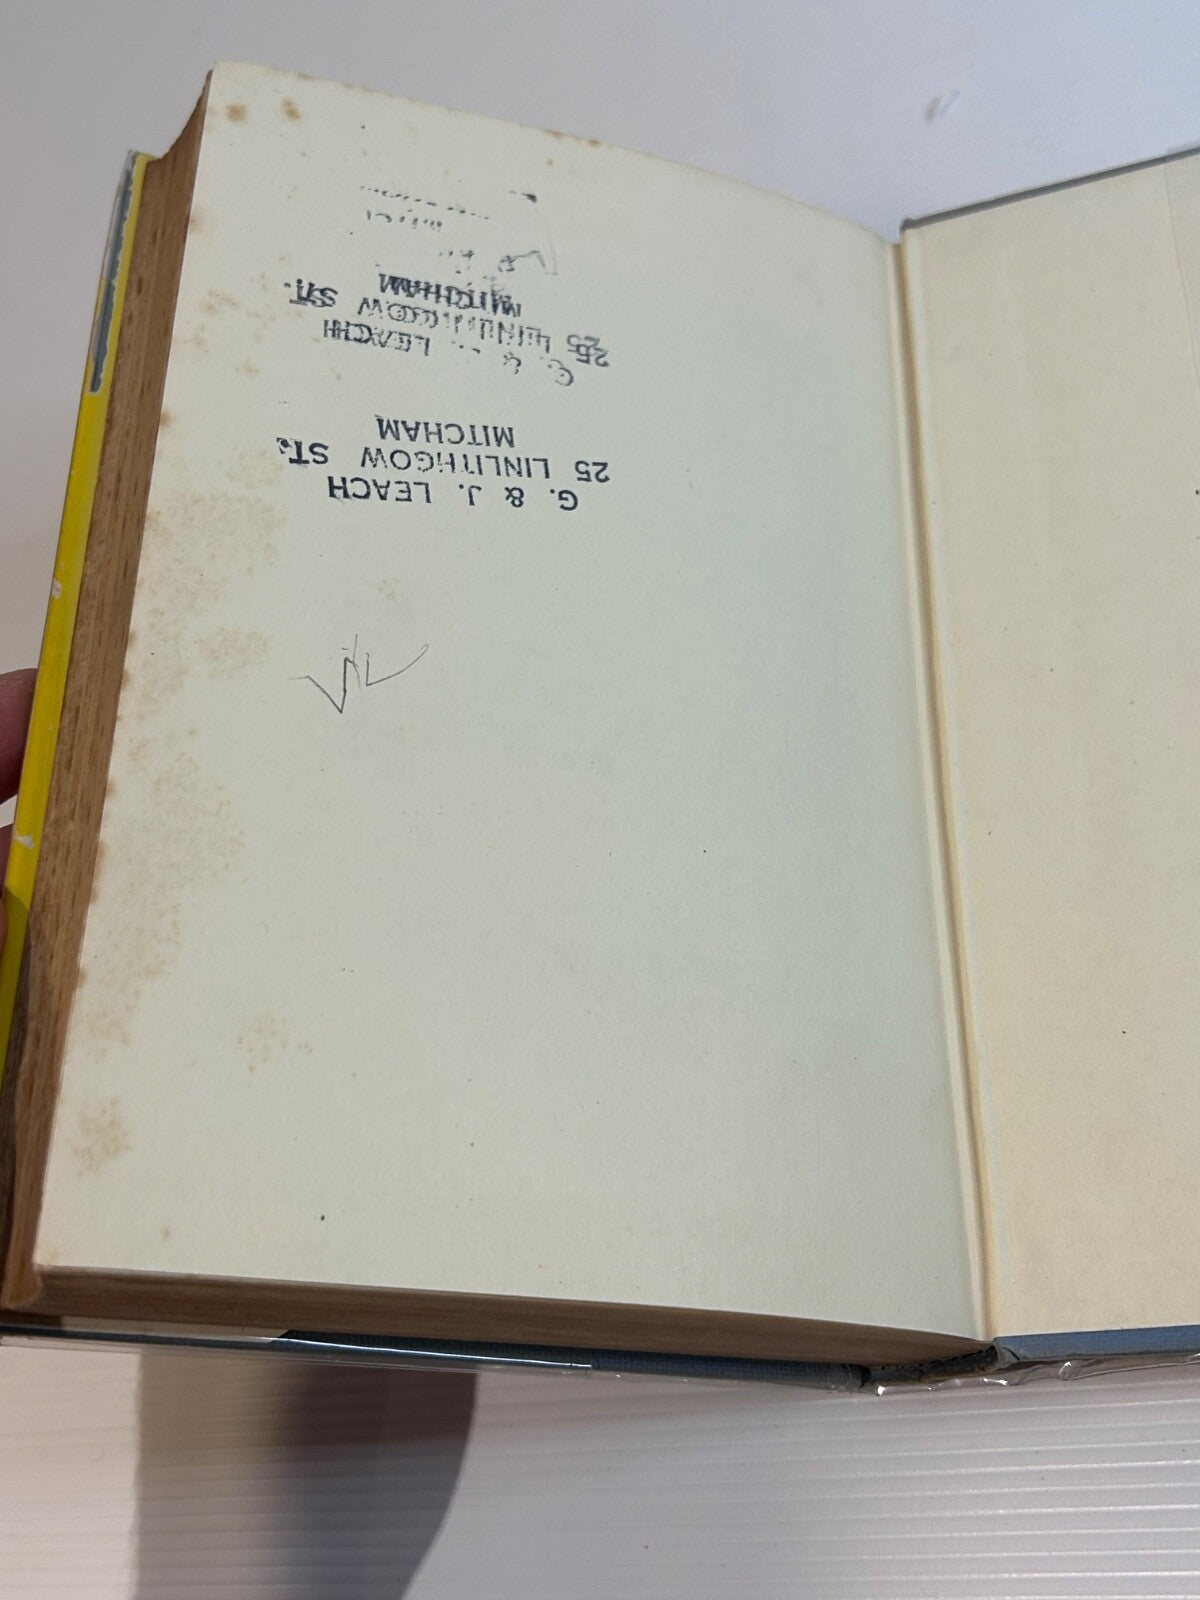 G. & J. LEACH
25 LINLITHGOW ST.
MITCHAM
G. & J. LEACH
25 LINLITHGOW ST.
MITCHAM